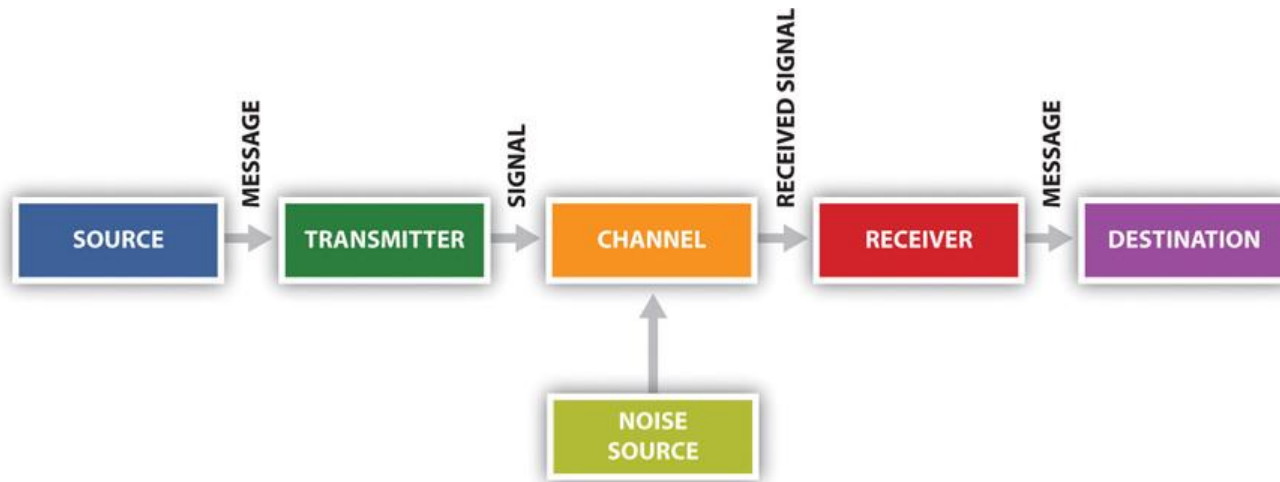 MESSAGE
SIGNAL
RECEIVED SIGNAL
MESSAGE
SOURCE
TRANSMITTER
CHANNEL
RECEIVER
DESTINATION
NOISE
SOURCE